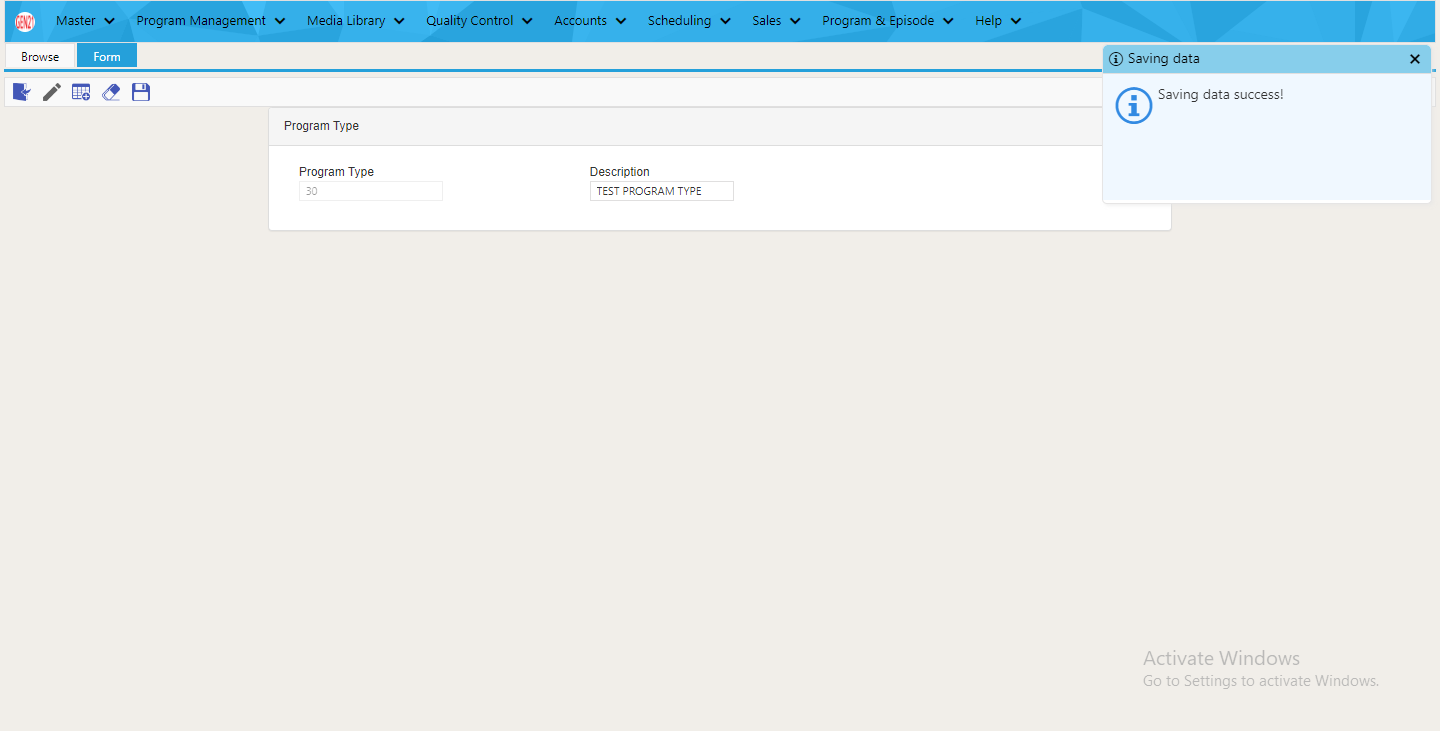 GEN21 Master Program Management Media Library Quality Control Accounts Scheduling Sales Program & Episode Help
Browse Form
Saving data
Saving data success!
Program Type
Program Type Description
30 TEST PROGRAM TYPE
Activate Windows
Go to Settings to activate Windows.